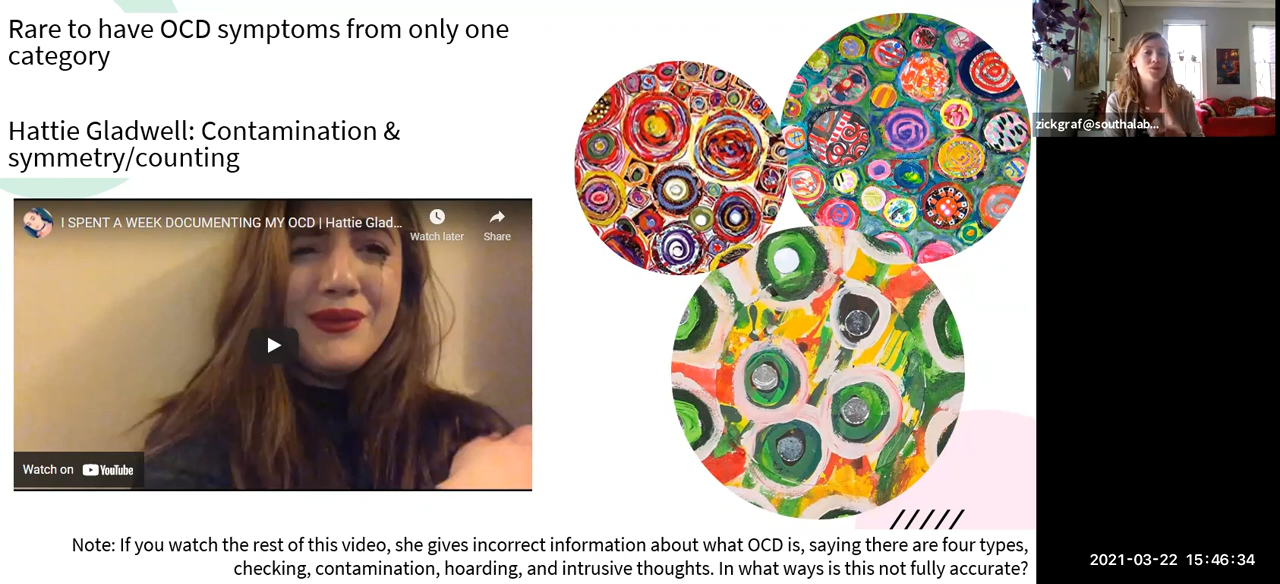 Rare to have OCD symptoms from only one
category
Hattie Gladwell: Contamination &
symmetry/counting
I SPENT A WEEK DOCUMENTING MY OCD | Hattie Glad...
Watch later
Share
Watch on YouTube
Note: If you watch the rest of this video, she gives incorrect information about what OCD is, saying there are four types,
checking, contamination, hoarding, and intrusive thoughts. In what ways is this not fully accurate?
zickgraf@southalab...
2021-03-22 15:46:34